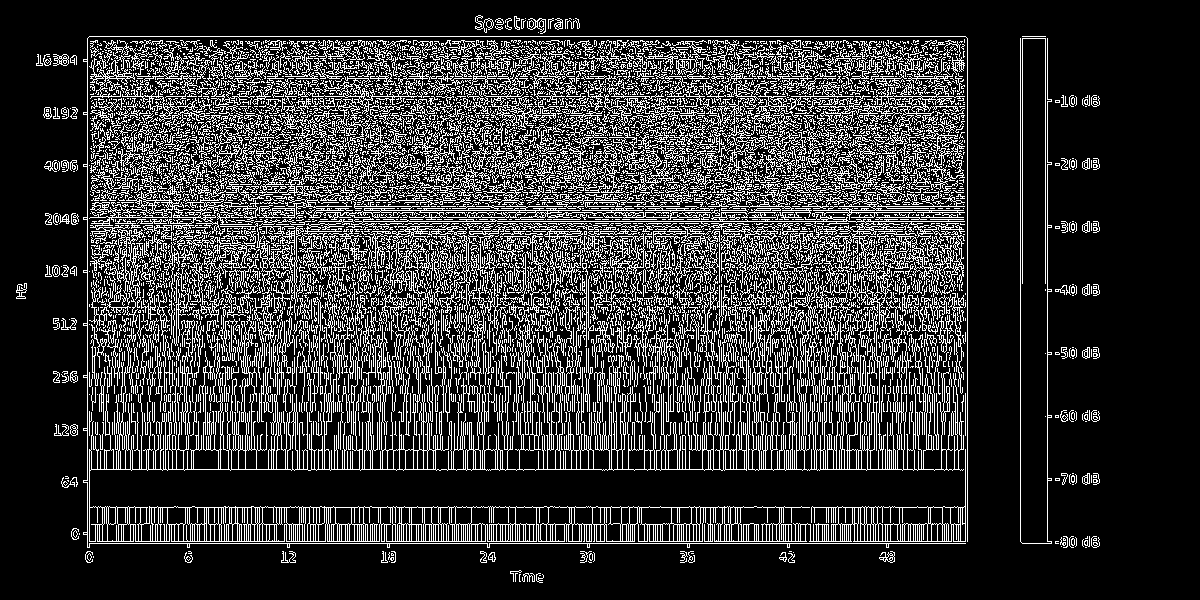 Spectrogram
16384
8192
4096
2048
1024
512
256
128
64
0
Hz
0 6 12 18 24 30 36 42 48
Time
-10 dB
-20 dB
-30 dB
-40 dB
-50 dB
-60 dB
-70 dB
-80 dB